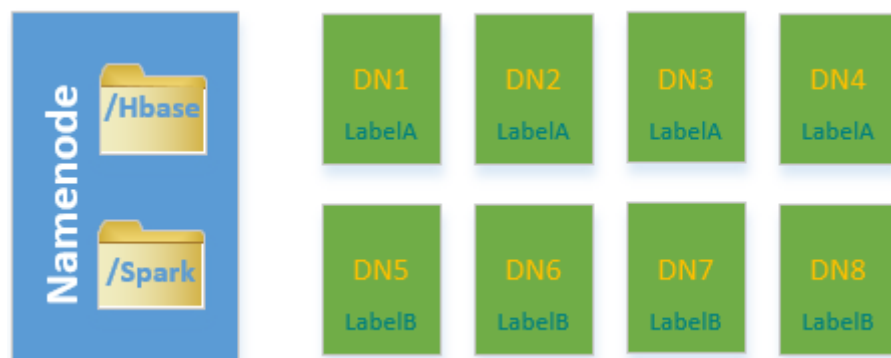 Namenode
/Hbase
/Spark
DN1
LabelA
DN2
LabelA
DN3
LabelA
DN4
LabelA
DN5
LabelB
DN6
LabelB
DN7
LabelB
DN8
LabelB